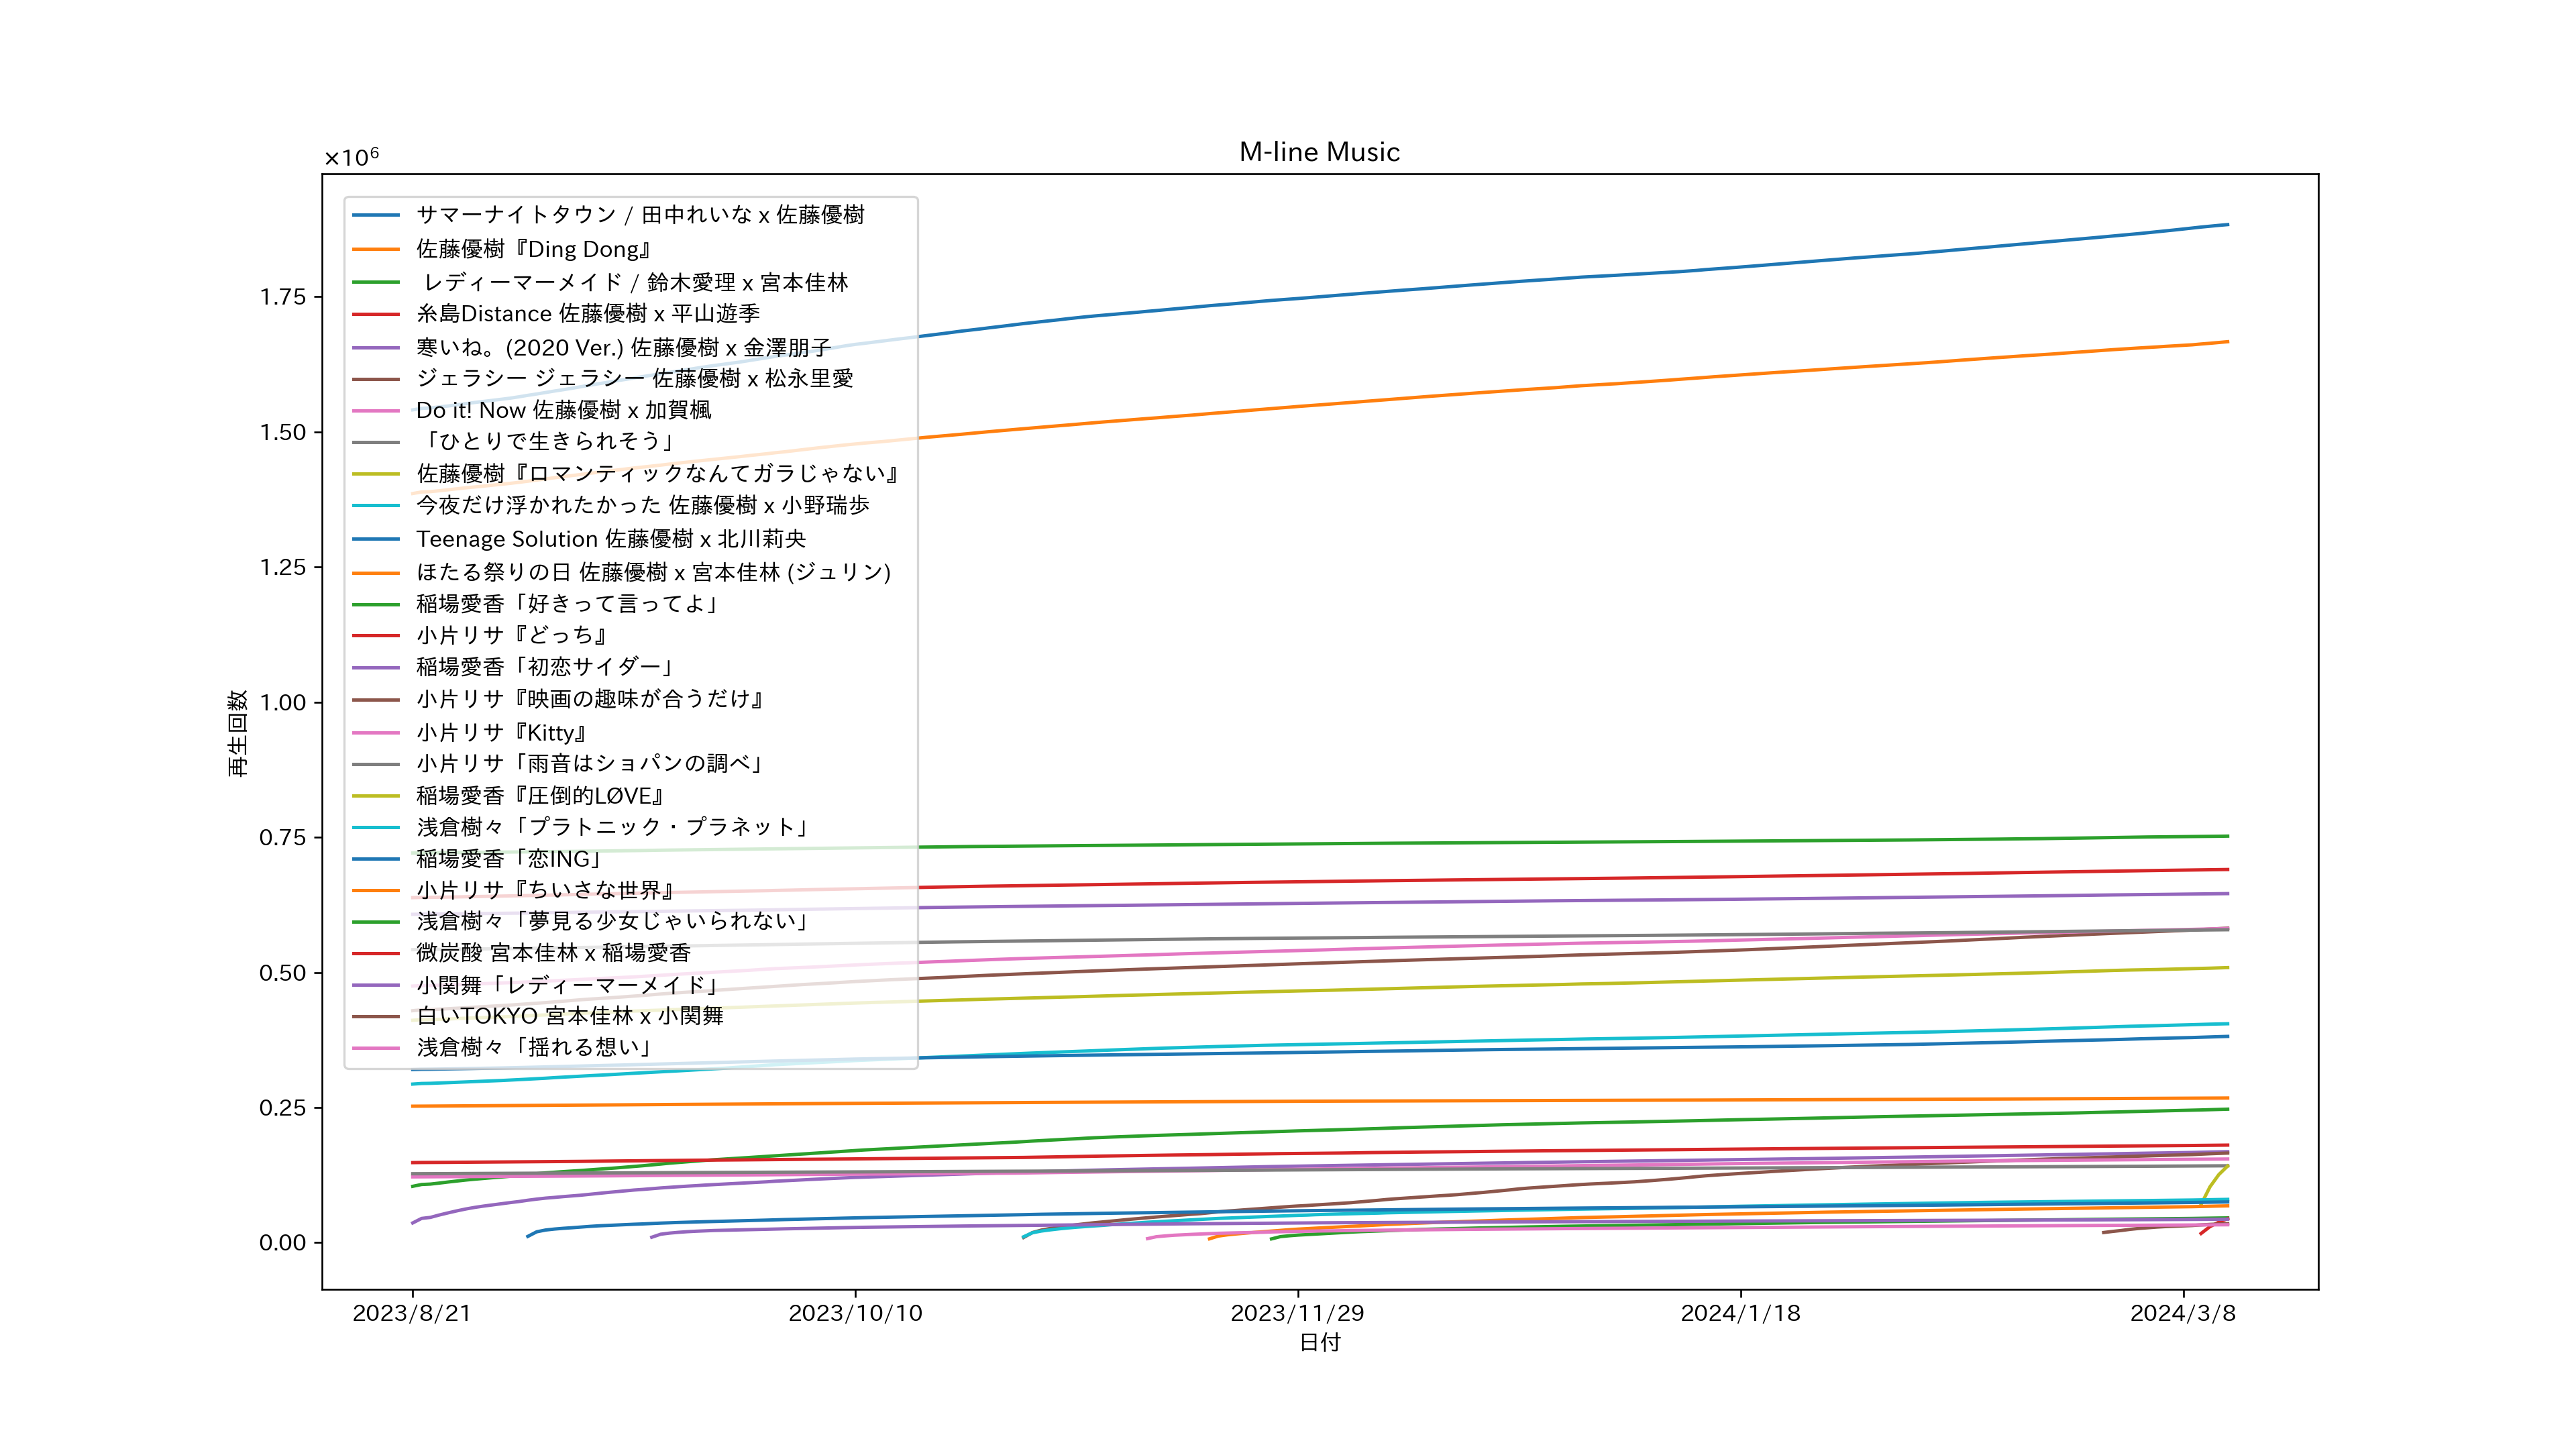 M-line Music
×10⁶
サマーナイトタウン / 田中れいな x 佐藤優樹
佐藤優樹『Ding Dong』
レディーマーメイド / 鈴木愛理 x 宮本佳林
糸島Distance 佐藤優樹 x 平山遊季
寒いね。(2020 Ver.) 佐藤優樹 x 金澤朋子
ジェラシー ジェラシー 佐藤優樹 x 松永里愛
Do it! Now 佐藤優樹 x 加賀楓
「ひとりで生きられそう」
佐藤優樹『ロマンティックなんてガラじゃない』
今夜だけ浮かれたかった 佐藤優樹 x 小野瑞歩
Teenage Solution 佐藤優樹 x 北川莉央
ほたる祭りの日 佐藤優樹 x 宮本佳林 (ジュリン)
稲場愛香「好きって言ってよ」
小片リサ『どっち』
稲場愛香「初恋サイダー」
小片リサ『映画の趣味が合うだけ』
小片リサ『Kitty』
小片リサ「雨音はショパンの調べ」
稲場愛香『圧倒的LØVE』
浅倉樹々「プラトニック・プラネット」
稲場愛香「恋ING」
小片リサ『ちいさな世界』
浅倉樹々「夢見る少女じゃいられない」
微炭酸 宮本佳林 x 稲場愛香
小関舞「レディーマーメイド」
白いTOKYO 宮本佳林 x 小関舞
浅倉樹々「揺れる想い」
再生回数
1.75
1.50
1.25
1.00
0.75
0.50
0.25
0.00
2023/8/21
2023/10/10
2023/11/29
2024/1/18
2024/3/8
日付